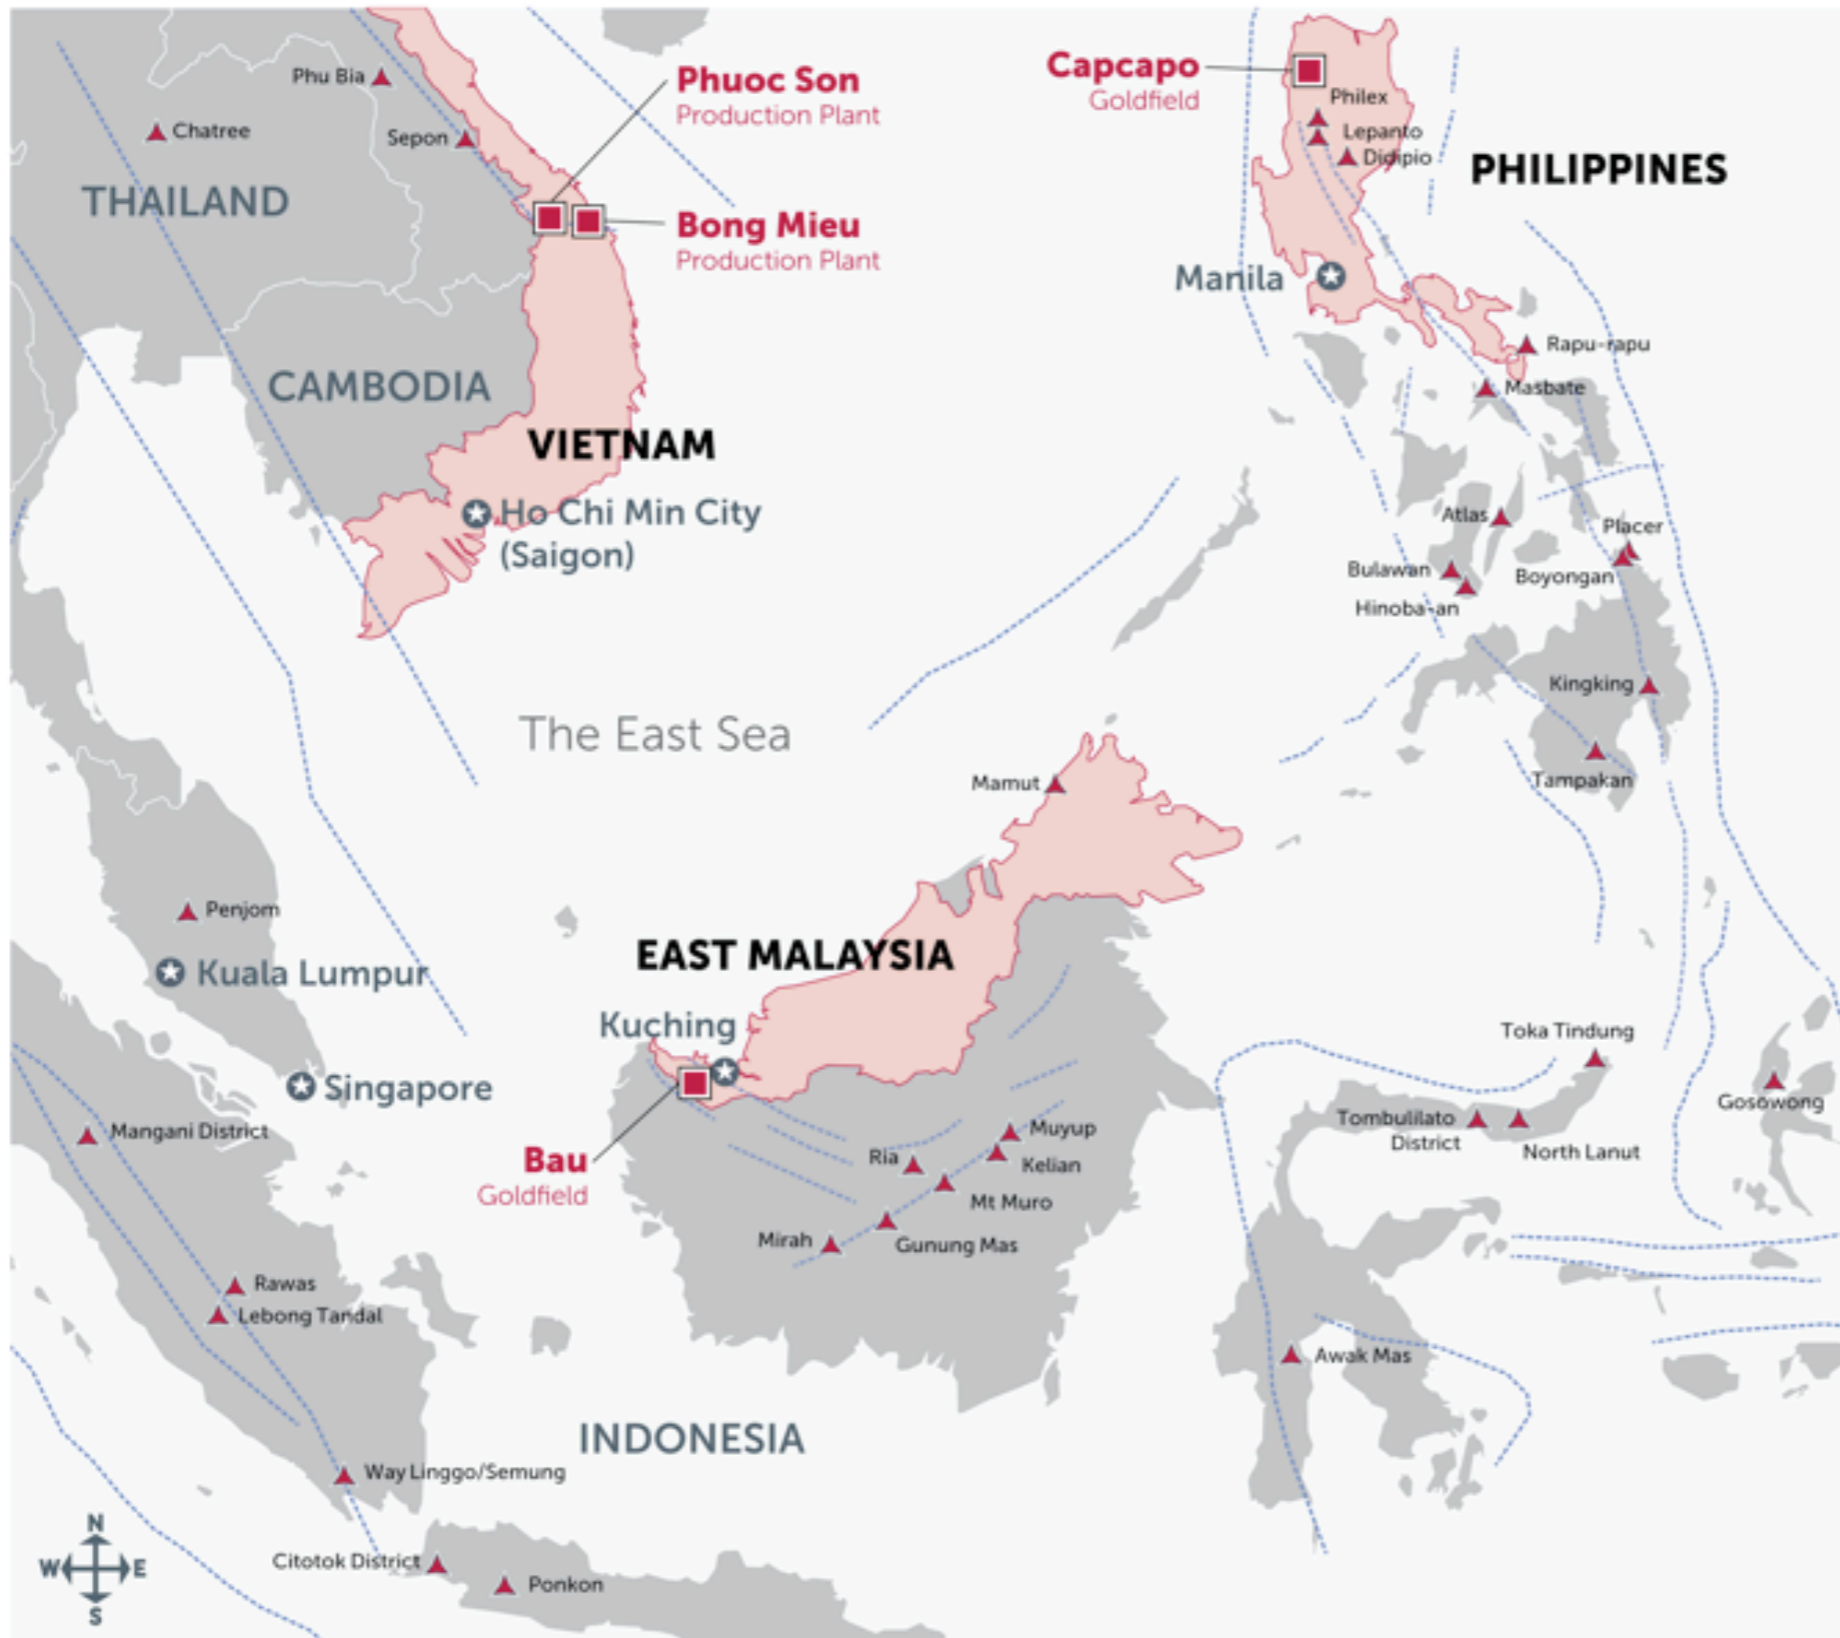 Phu Bia
Chatree
Sepon
THAILAND
Phuoc Son
Production Plant
Bong Mieu
Production Plant
CAMBODIA
VIETNAM
Ho Chi Min City
(Saigon)
Capcapo
Goldfield
Philex
Lepanto
Didipio
PHILIPPINES
Manila
Rapu-rapu
Masbate
Atlas
Placer
Bulawan
Boyongan
Hinoba-an
Kingking
Tampakan
The East Sea
Mamut
Penjom
Kuala Lumpur
EAST MALAYSIA
Kuching
Singapore
Mangani District
Bau
Goldfield
Muyup
Ria
Kelian
Mt Muro
Mirah
Gunung Mas
Toka Tindung
Gosowong
Tombulilato
District
North Lanut
Rawas
Lebong Tandal
Awak Mas
INDONESIA
Way Linggo/Semung
Citotok District
Ponkon
N
W E
S